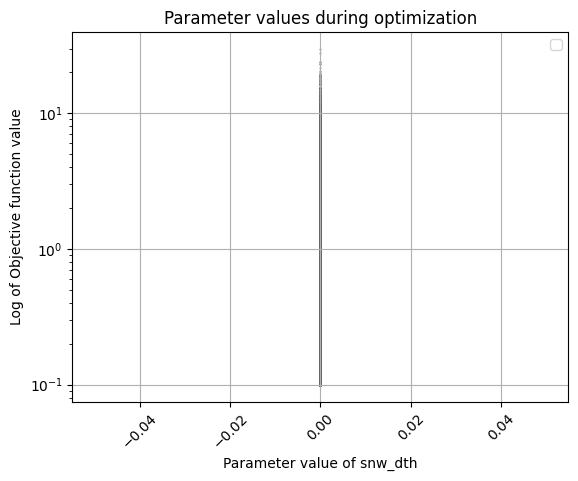 Parameter values during optimization
Log of Objective function value
10¹
10⁰
10⁻¹
−0.04
−0.02
0.00
0.02
0.04
Parameter value of snw_dth